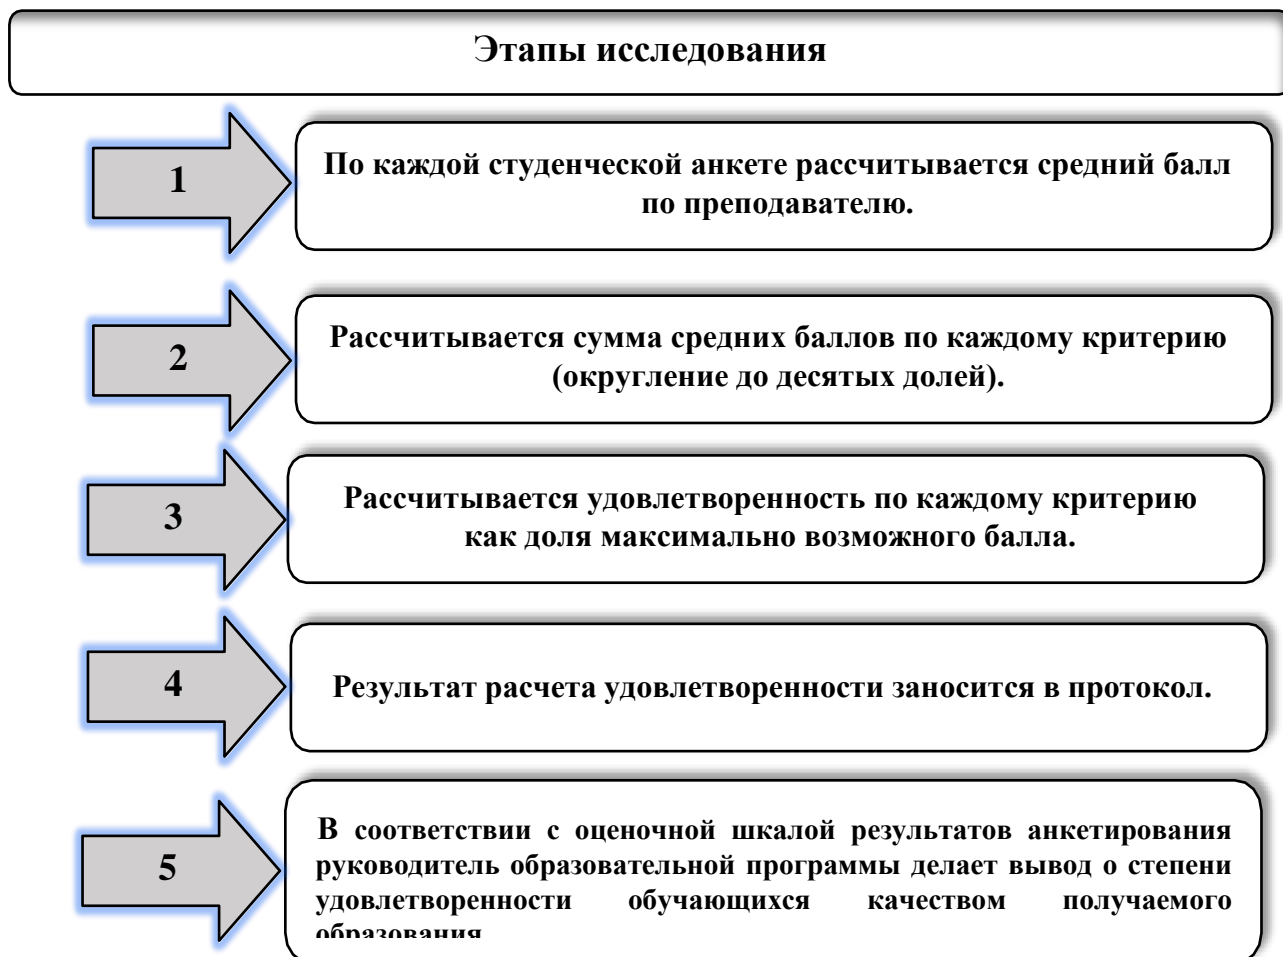 Этапы исследования
1
По каждой студенческой анкете рассчитывается средний балл
по преподавателю.
2
Рассчитывается сумма средних баллов по каждому критерию
(округление до десятых долей).
3
Рассчитывается удовлетворенность по каждому критерию
как доля максимально возможного балла.
4
Результат расчета удовлетворенности заносится в протокол.
5
В соответствии с оценочной шкалой результатов анкетирования
руководитель образовательной программы делает вывод о степени
удовлетворенности обучающихся качеством получаемого
образования